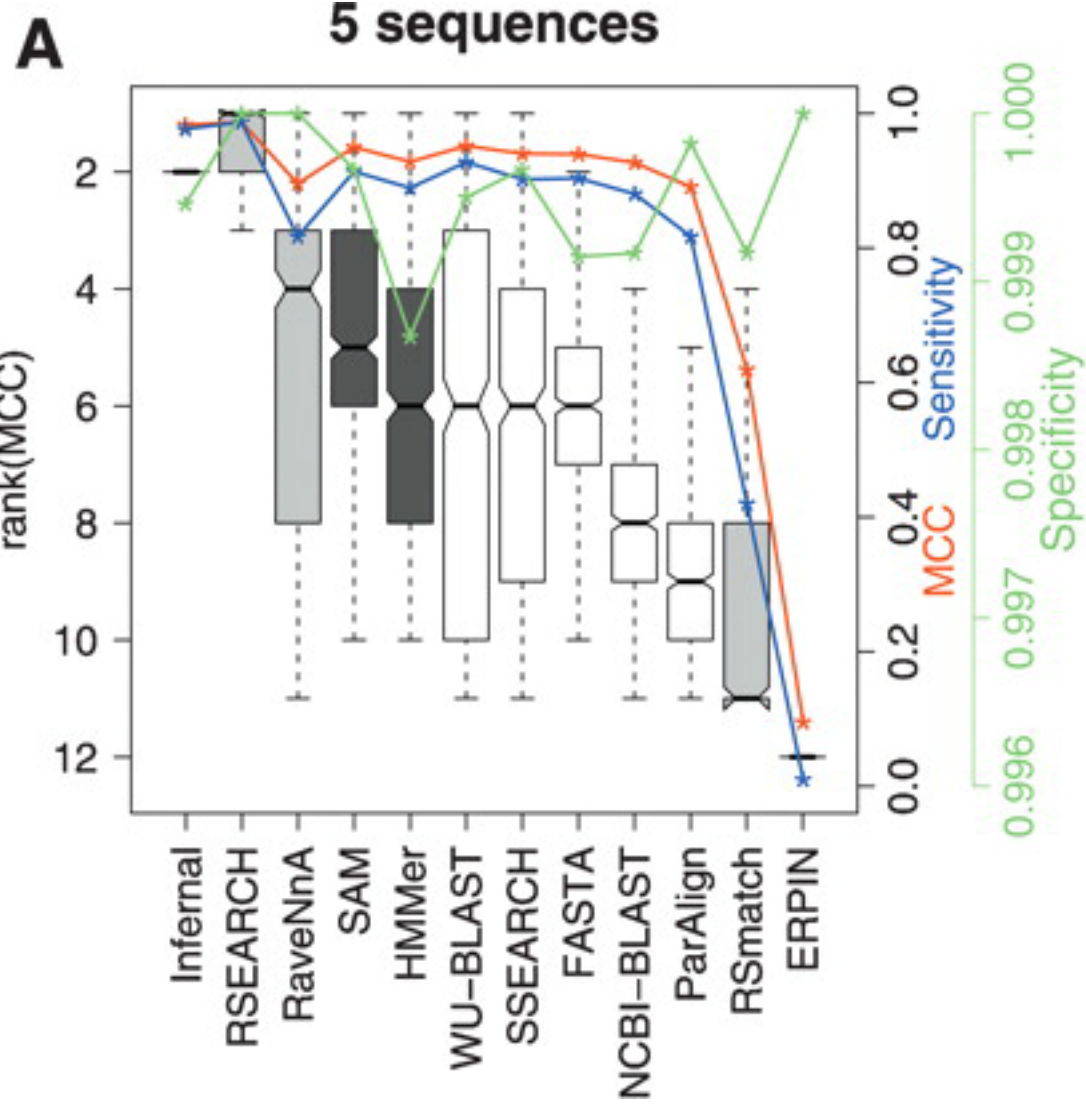 A
5 sequences
rank(MCC)
2
4
6
8
10
12
1.0
0.8
0.6
0.4
0.2
0.0
MCC
Sensitivity
1.000
0.999
0.998
0.997
0.996
Specificity
Infernal
RSEARCH
RaveNnA
SAM
HMMer
WU−BLAST
SSEARCH
FASTA
NCBI−BLAST
ParAlign
RSmatch
ERPIN